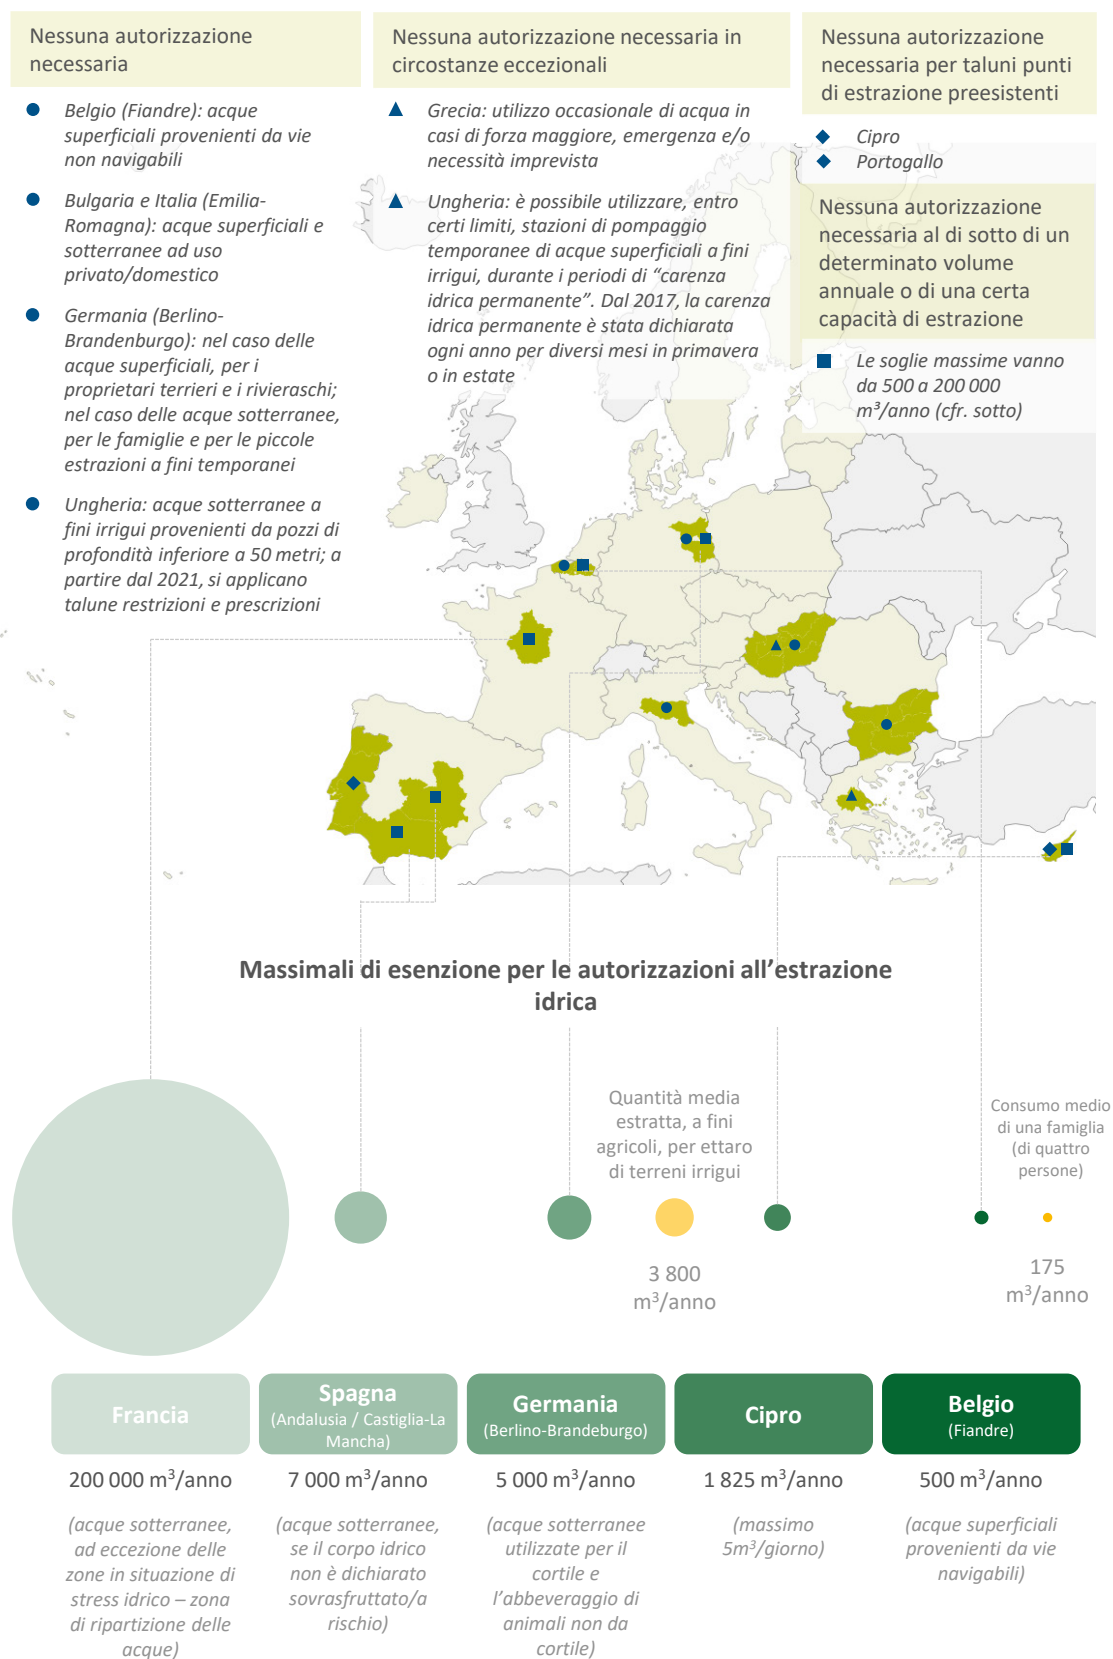 Nessuna autorizzazione
necessaria
Belgio (Fiandre): acque
superficiali provenienti da vie
non navigabili
Bulgaria e Italia (Emilia-
Romagna): acque superficiali e
sotterranee ad uso
privato/domestico
Germania (Berlino-
Brandenburgo): nel caso delle
acque superficiali, per i
proprietari terrieri e i rivieraschi;
nel caso delle acque sotterranee,
per le famiglie e per le piccole
estrazioni a fini temporanei
Ungheria: acque sotterranee a
fini irrigui provenienti da pozzi di
profondità inferiore a 50 metri; a
partire dal 2021, si applicano
talune restrizioni e prescrizioni
Nessuna autorizzazione necessaria in
circostanze eccezionali
Grecia: utilizzo occasionale di acqua in
casi di forza maggiore, emergenza e/o
necessità imprevista
Ungheria: è possibile utilizzare, entro
certi limiti, stazioni di pompaggio
temporanee di acque superficiali a fini
irrigui, durante i periodi di “carenza
idrica permanente”. Dal 2017, la carenza
idrica permanente è stata dichiarata
ogni anno per diversi mesi in primavera
o in estate
Nessuna autorizzazione
necessaria per taluni punti
di estrazione preesistenti
Cipro
Portogallo
Nessuna autorizzazione
necessaria al di sotto di un
determinato volume
annuale o di una certa
capacità di estrazione
Le soglie massime vanno
da 500 a 200 000
m³/anno (cfr. sotto)
Massimali di esenzione per le autorizzazioni all’estrazione
idrica
Quantità media
estratta, a fini
agricoli, per ettaro
di terreni irrigui
3 800
m³/anno
Consumo medio
di una famiglia
(di quattro
persone)
175
m³/anno
Francia
200 000 m³/anno
(acque sotterranee,
ad eccezione delle
zone in situazione di
stress idrico – zona
di ripartizione delle
acque)
Spagna
(Andalusia / Castiglia-La
Mancha)
7 000 m³/anno
(acque sotterranee,
se il corpo idrico
non è dichiarato
sovrasfruttato/a
rischio)
Germania
(Berlino-Brandeburgo)
5 000 m³/anno
(acque sotterranee
utilizzate per il
cortile e
l’abbeveraggio di
animali non da
cortile)
Cipro
1 825 m³/anno
(massimo
5m³/giorno)
Belgio
(Fiandre)
500 m³/anno
(acque superficiali
provenienti da vie
navigabili)